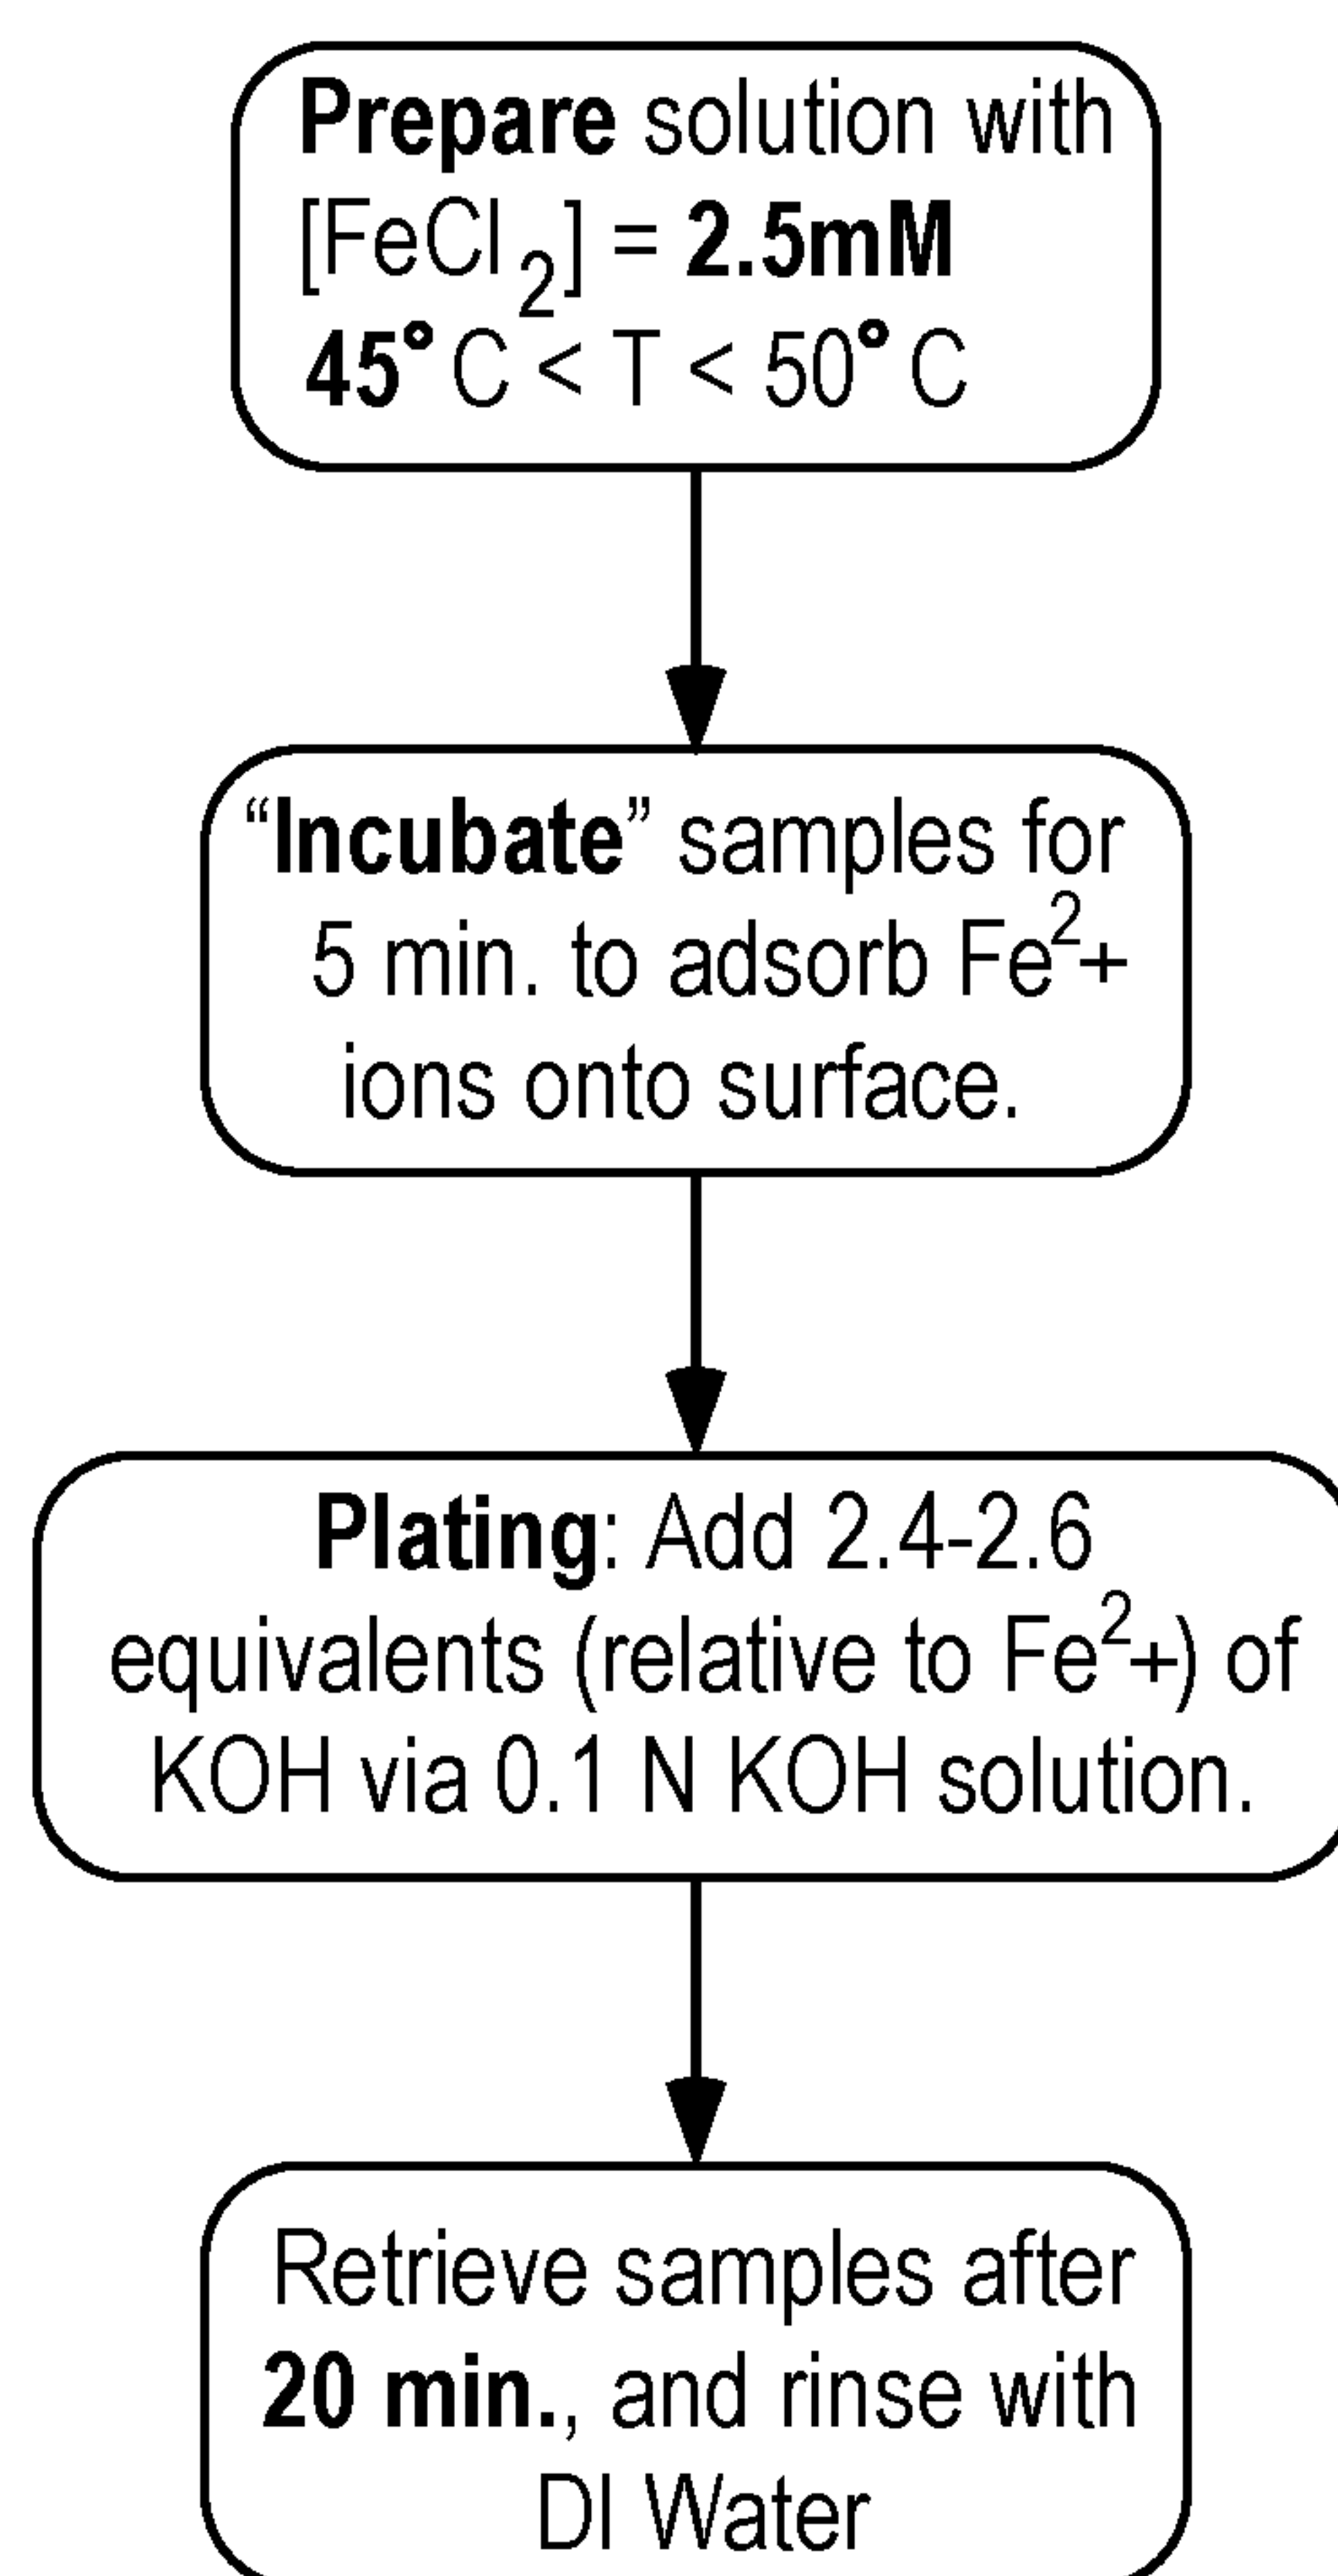 Prepare solution with
[FeCl₂] = 2.5mM
45°C < T < 50°C
“Incubate” samples for
5 min. to adsorb Fe²+
ions onto surface.
Plating: Add 2.4-2.6
equivalents (relative to Fe²+) of
KOH via 0.1 N KOH solution.
Retrieve samples after
20 min., and rinse with
DI Water